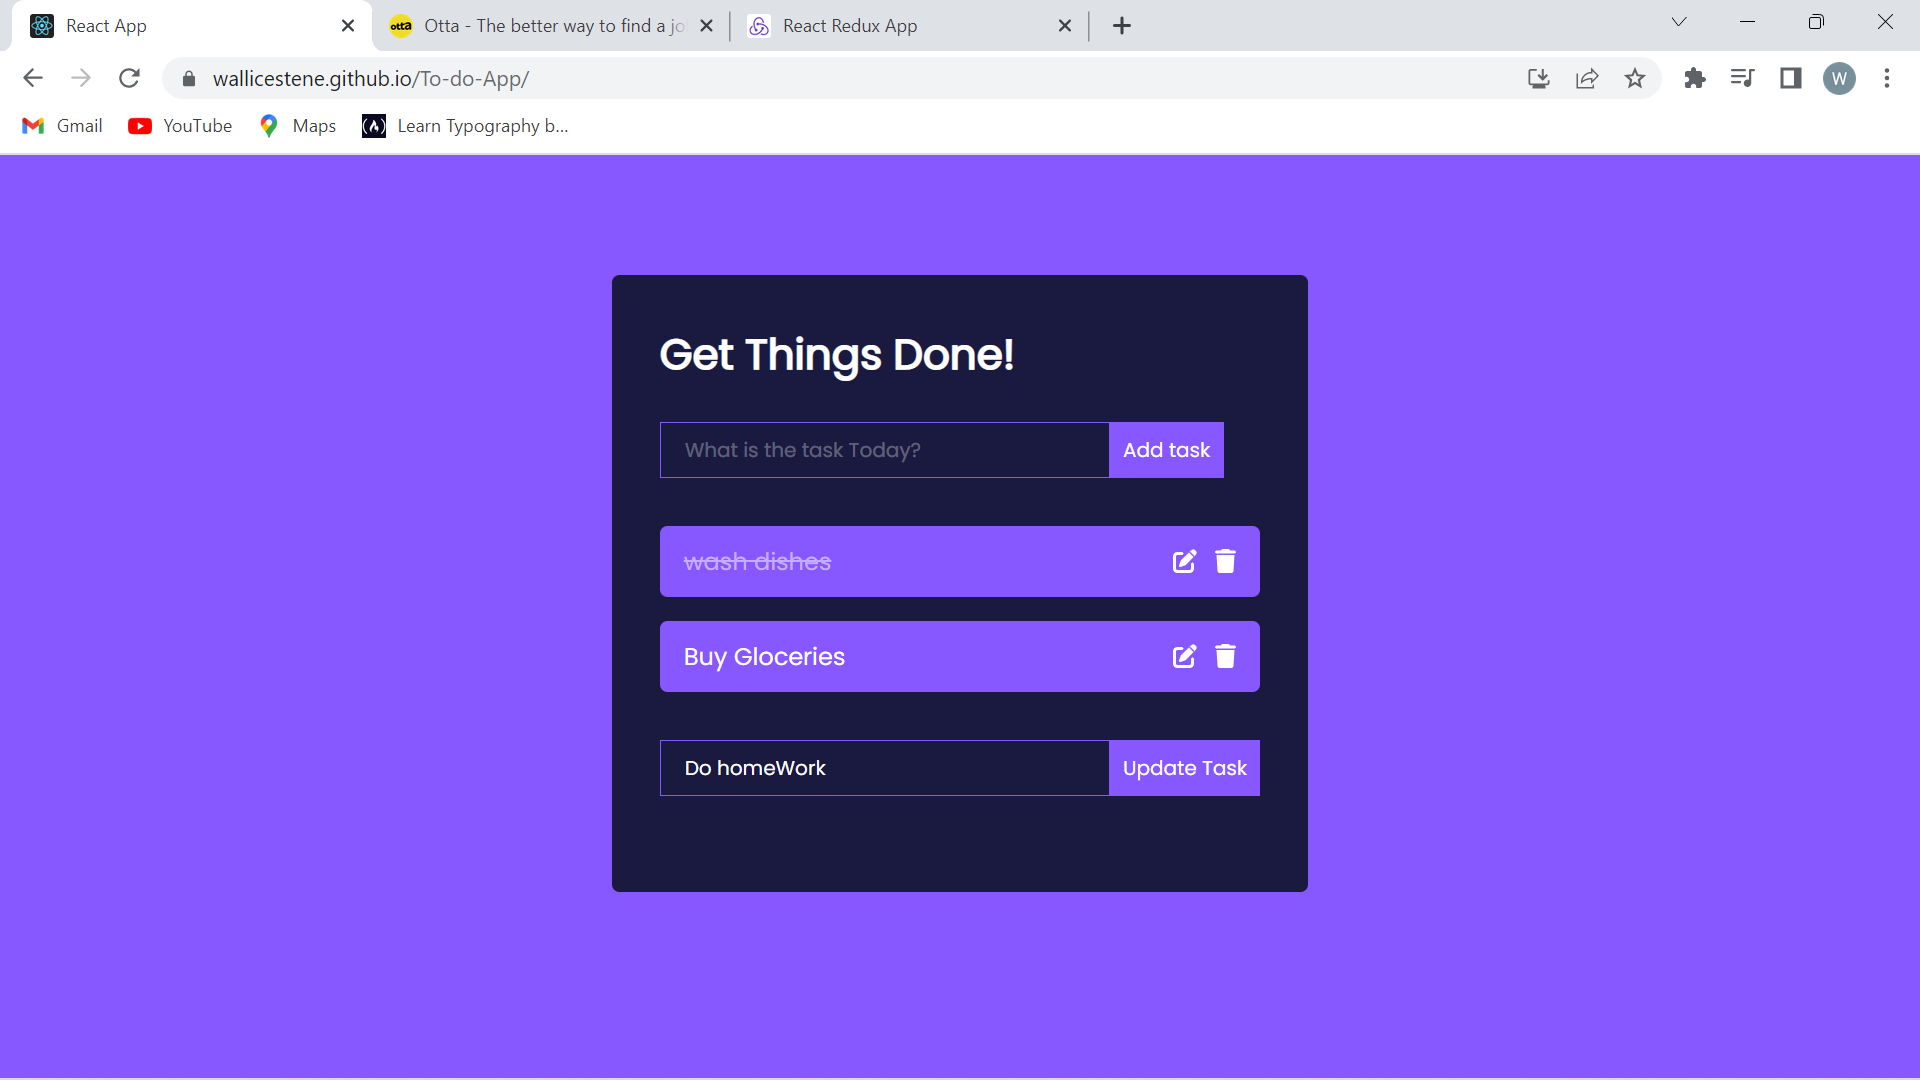 React App
Otta - The better way to find a jo
React Redux App
wallicestene.github.io/To-do-App/
W
Gmail
YouTube
Maps
Learn Typography b...
Get Things Done!
What is the task Today?
Add task
wash dishes
Buy Gloceries
Do homeWork
Update Task